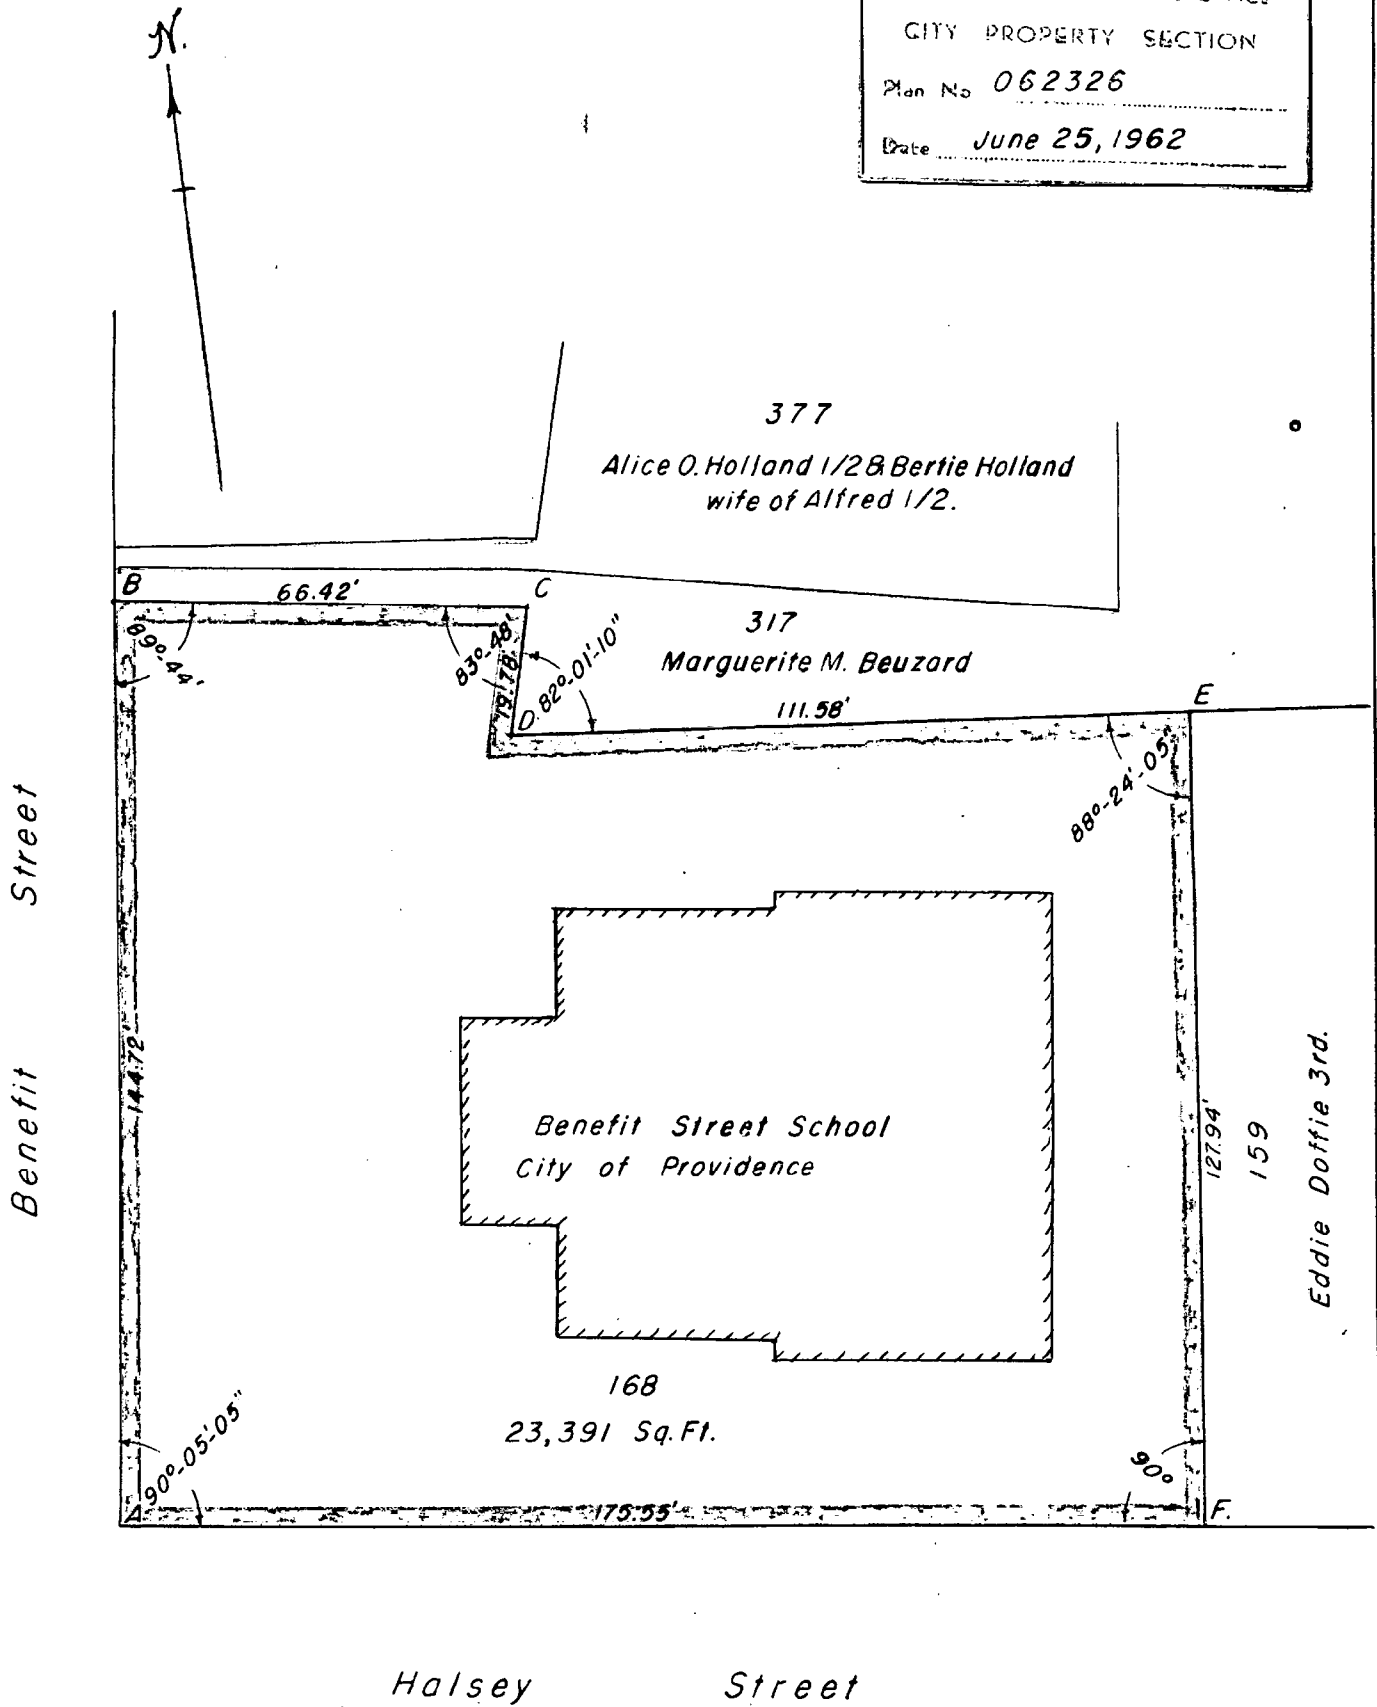 N.
CITY PROPERTY SECTION
Plan No 062326
Date June 25, 1962
377
Alice O. Holland 1/2 & Bertie Holland
wife of Alfred 1/2.
B
66.42'
C
89°-44'
83°-48'
19.78'
D.
82°-01'-10"
317
Marguerite M. Beuzard
111.58'
E
88°-24'-05"
Benefit Street
144.72'
Benefit Street School
City of Providence
127.94'
159
Eddie Dottie 3rd.
168
23,391 Sq. Ft.
90°-05'-05"
90°
A
175.55'
F.
Halsey Street